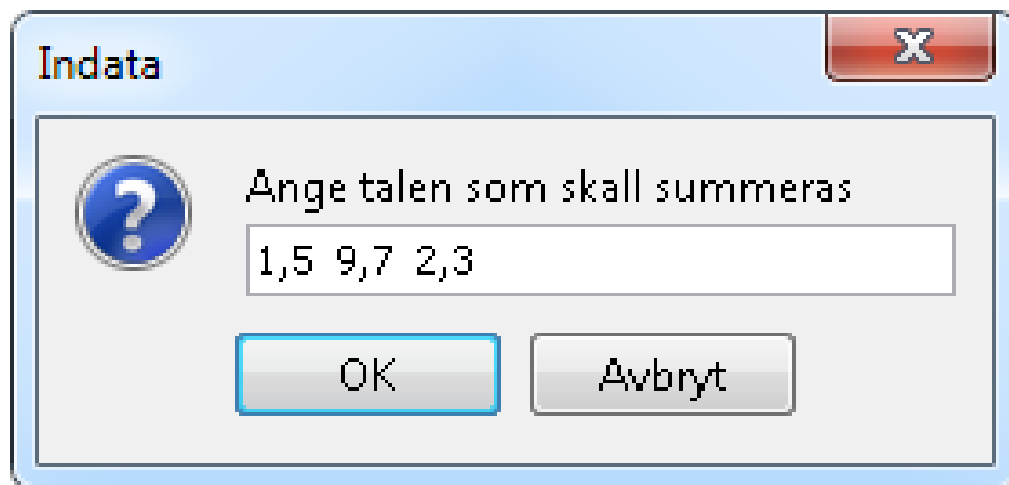 Indata
Ange talen som skall summeras
1,5 9,7 2,3
OK
Avbryt